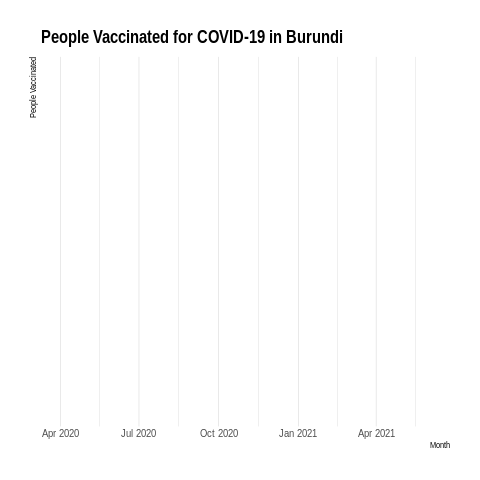 People Vaccinated for COVID-19 in Burundi
People Vaccinated
Apr 2020 Jul 2020 Oct 2020 Jan 2021 Apr 2021
Month